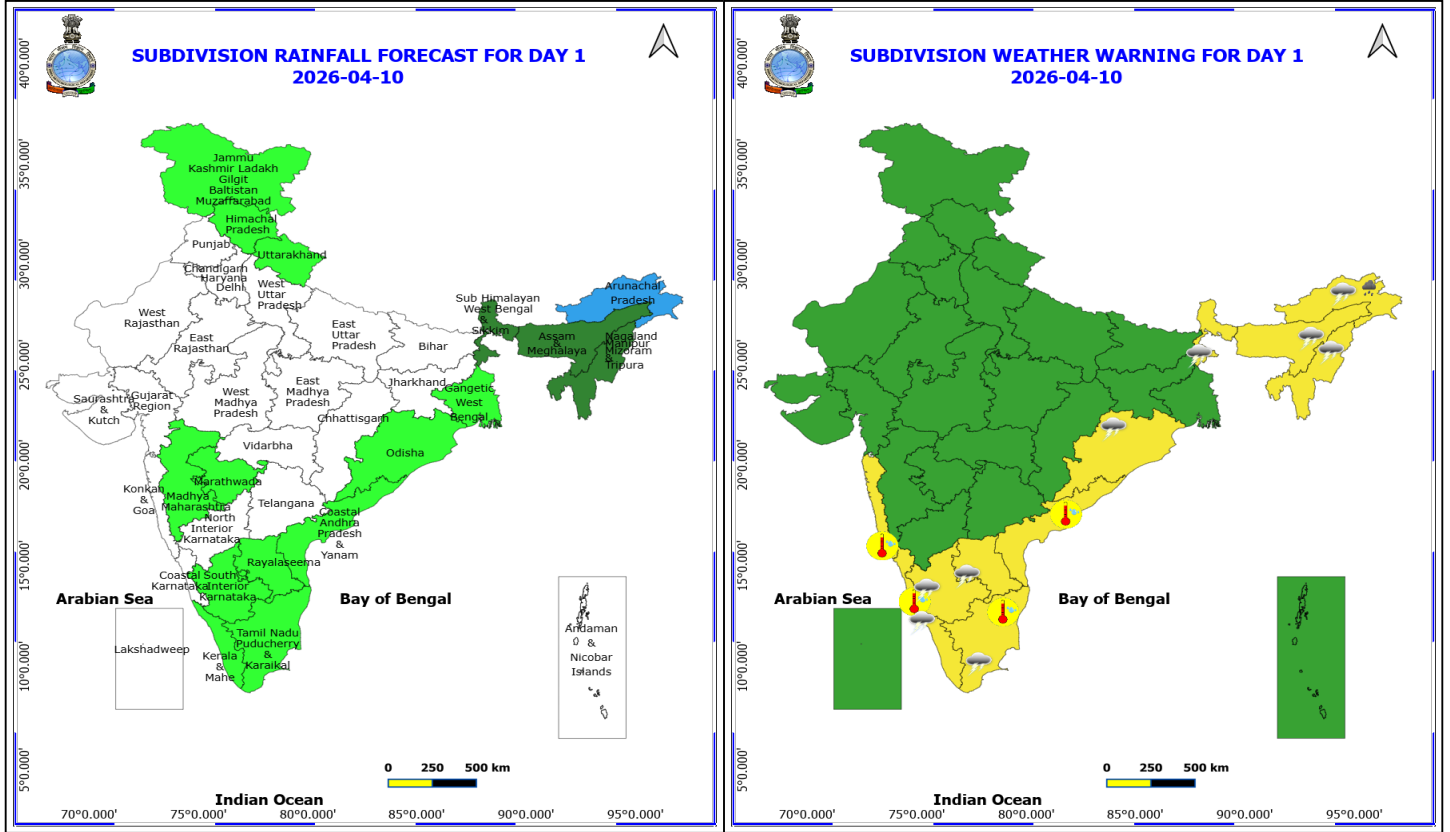 SUBDIVISION RAINFALL FORECAST FOR DAY 1
2026-04-10
40°0.000'
35°0.000'
30°0.000'
25°0.000'
20°0.000'
15°0.000'
10°0.000'
5°0.000'
Jammu
Kashmir Ladakh
Gilgit
Baltistan
Muzaffarabad
Himachal
Pradesh
Punjab
Uttarakhand
Chandigarh
Haryana
Delhi
West
Uttar
Pradesh
Arunachal
Pradesh
Sub Himalayan
West Bengal
&
Sikkim
West
Rajasthan
East
Rajasthan
East
Uttar
Pradesh
Bihar
Assam
&
Meghalaya
Nagaland
Manipur
Mizoram
&
Tripura
Saurashtra
&
Kutch
Gujarat
Region
West
Madhya
Pradesh
East
Madhya
Pradesh
Jharkhand
Gangetic
West
Bengal
Chhattisgarh
Vidarbha
Odisha
Konkan
&
Goa
Marathwada
Madhya
Maharashtra
Telangana
North
Interior
Karnataka
Coastal
Andhra
Pradesh
&
Yanam
Rayalaseema
Coastal
Karnataka
South
Interior
Karnataka
Arabian Sea
Bay of Bengal
Lakshadweep
Kerala
&
Mahe
Tamil Nadu
Puducherry
&
Karaikal
Andaman
&
Nicobar
Islands
0 250 500 km
Indian Ocean
70°0.000' 75°0.000' 80°0.000' 85°0.000' 90°0.000' 95°0.000'
SUBDIVISION WEATHER WARNING FOR DAY 1
2026-04-10
40°0.000'
35°0.000'
30°0.000'
25°0.000'
20°0.000'
15°0.000'
10°0.000'
5°0.000'
Arabian Sea
Bay of Bengal
0 250 500 km
Indian Ocean
70°0.000' 75°0.000' 80°0.000' 85°0.000' 90°0.000' 95°0.000'